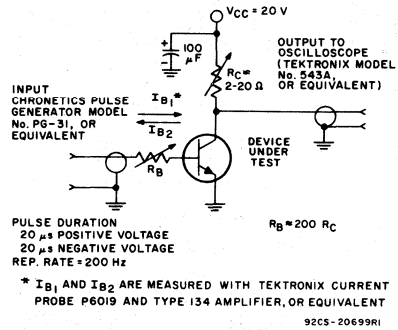 VCC = 20 V
+
100
μF
-
RC≈
2-20 Ω
OUTPUT TO
OSCILLOSCOPE
(TEKTRONIX MODEL
No. 543A,
OR EQUIVALENT)
INPUT
CHRONETICS PULSE
GENERATOR MODEL
No. PG-31, OR
EQUIVALENT
IB1*
IB2
RB
DEVICE
UNDER
TEST
PULSE DURATION
20 μs POSITIVE VOLTAGE
20 μs NEGATIVE VOLTAGE
REP. RATE = 200 Hz
RB≈200 RC
* IB1 AND IB2 ARE MEASURED WITH TEKTRONIX CURRENT
PROBE P6019 AND TYPE 134 AMPLIFIER, OR EQUIVALENT
92CS-20699R1